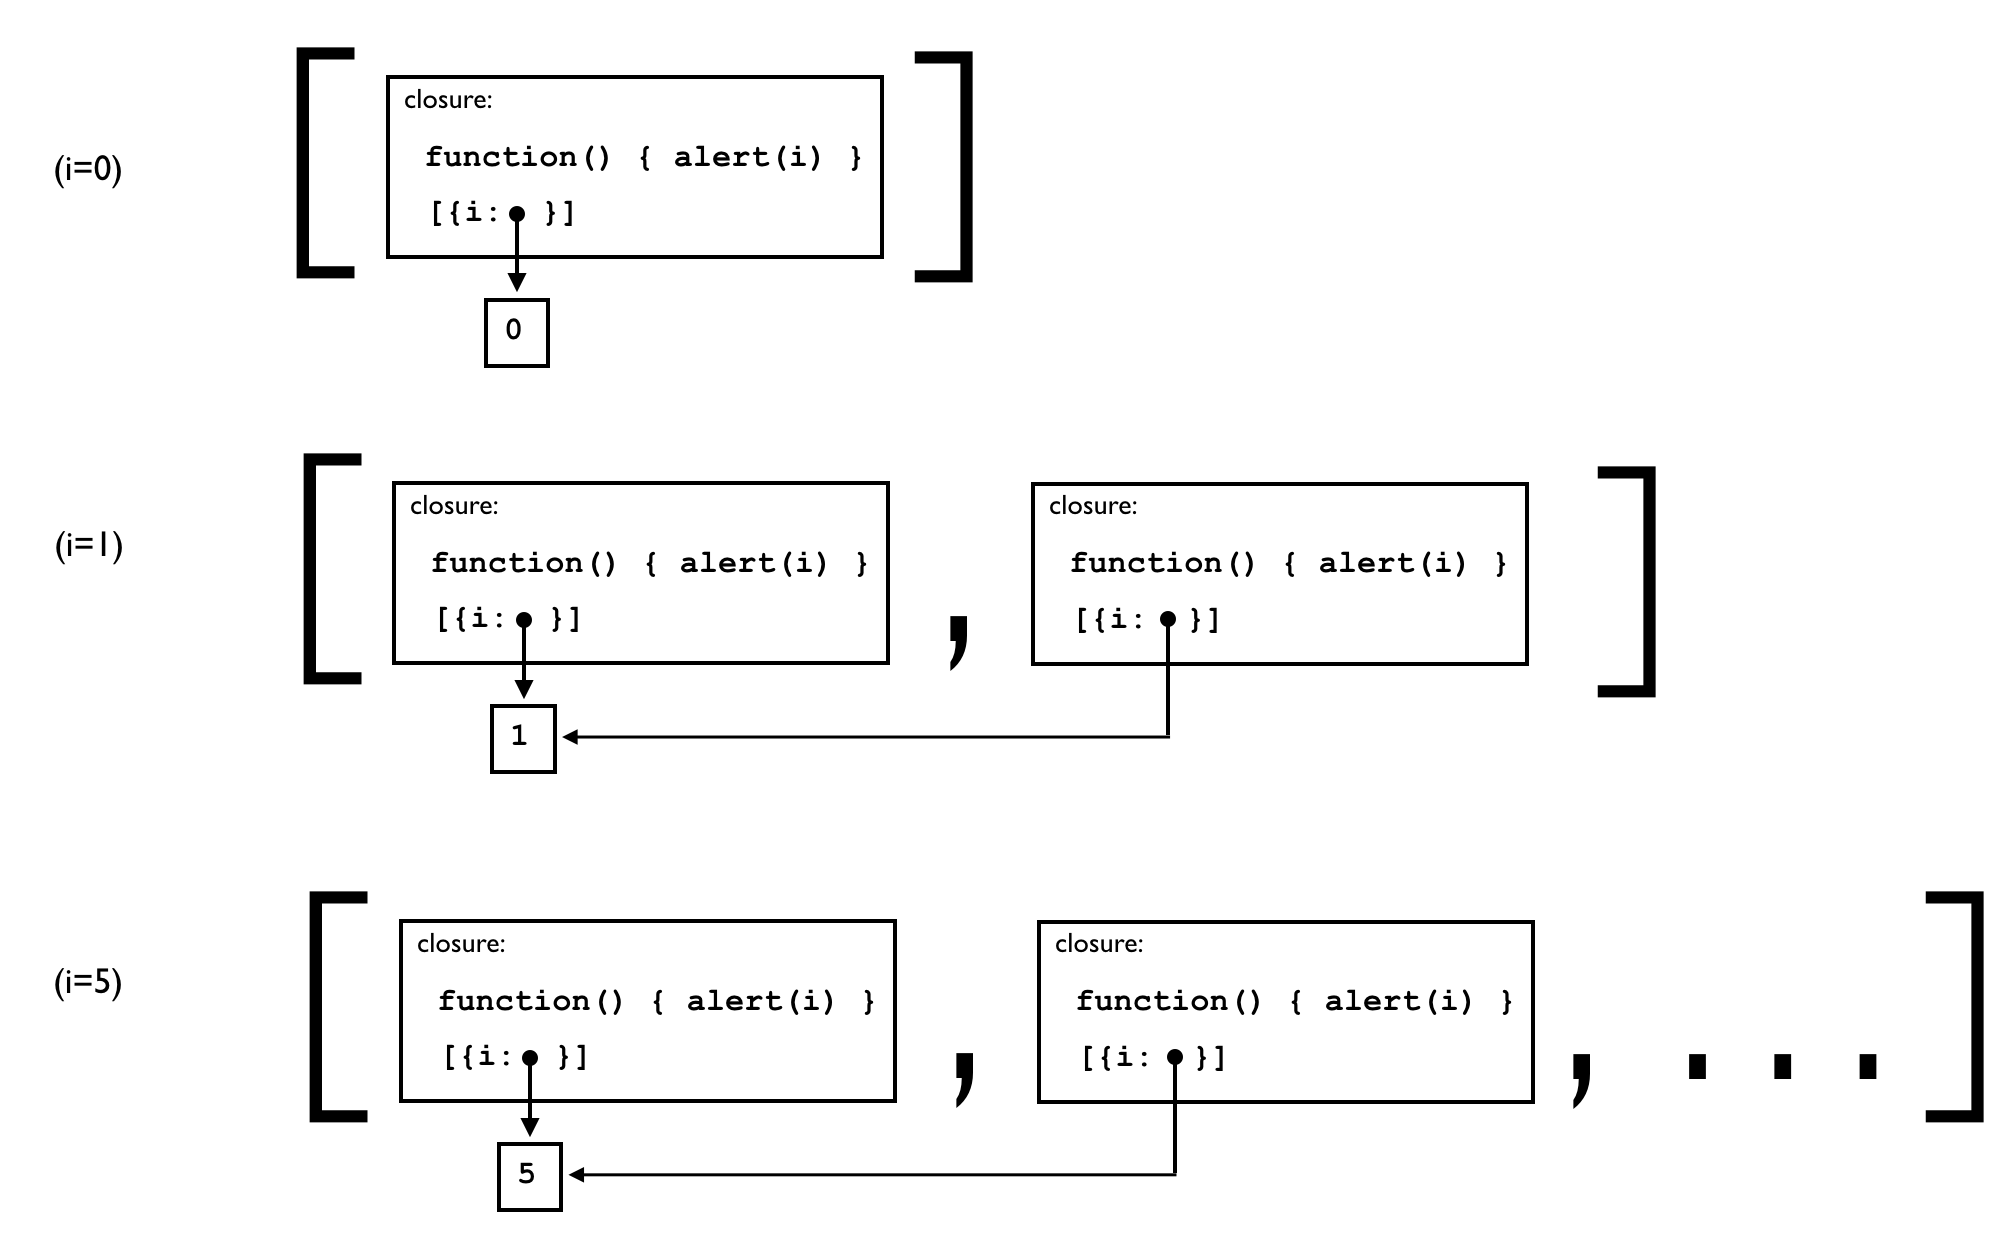 [ closure: ]
(i=0)
function() { alert(i) }
[{i: }]
0
[ closure: closure: ]
(i=1)
function() { alert(i) } function() { alert(i) }
[{i: }] , [{i: }]
1
[ closure: closure: ]
(i=5)
function() { alert(i) } function() { alert(i) }
[{i: }] , [{i: }] , ...
5